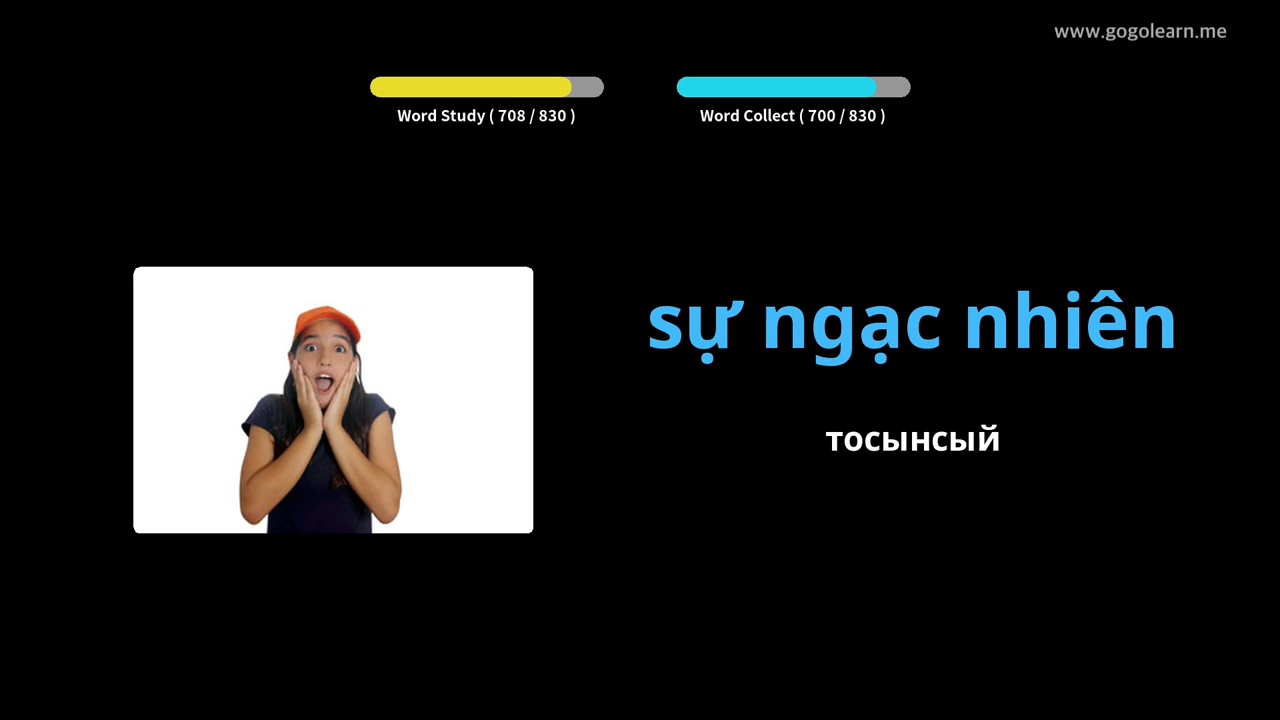 www.gogolearn.me
Word Study ( 708 / 830 )
Word Collect ( 700 / 830 )
sự ngạc nhiên
тосынсый